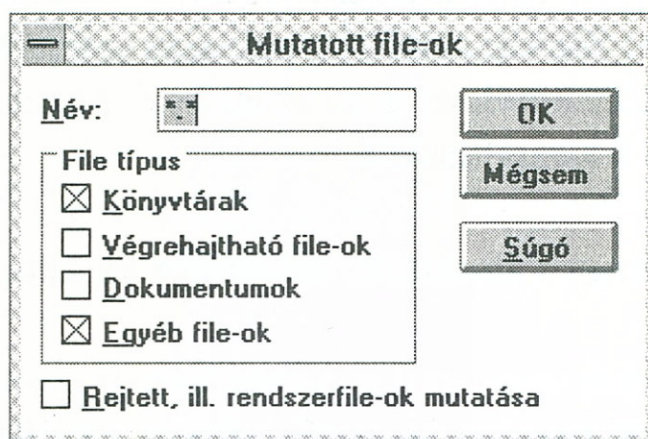 Mutatott file-ok
Név: *.*
OK
File típus
Mégsem
Könyvtárak
Végrehajtható file-ok
Súgó
Dokumentumok
Egyéb file-ok
Rejtett, ill. rendszerfile-ok mutatása